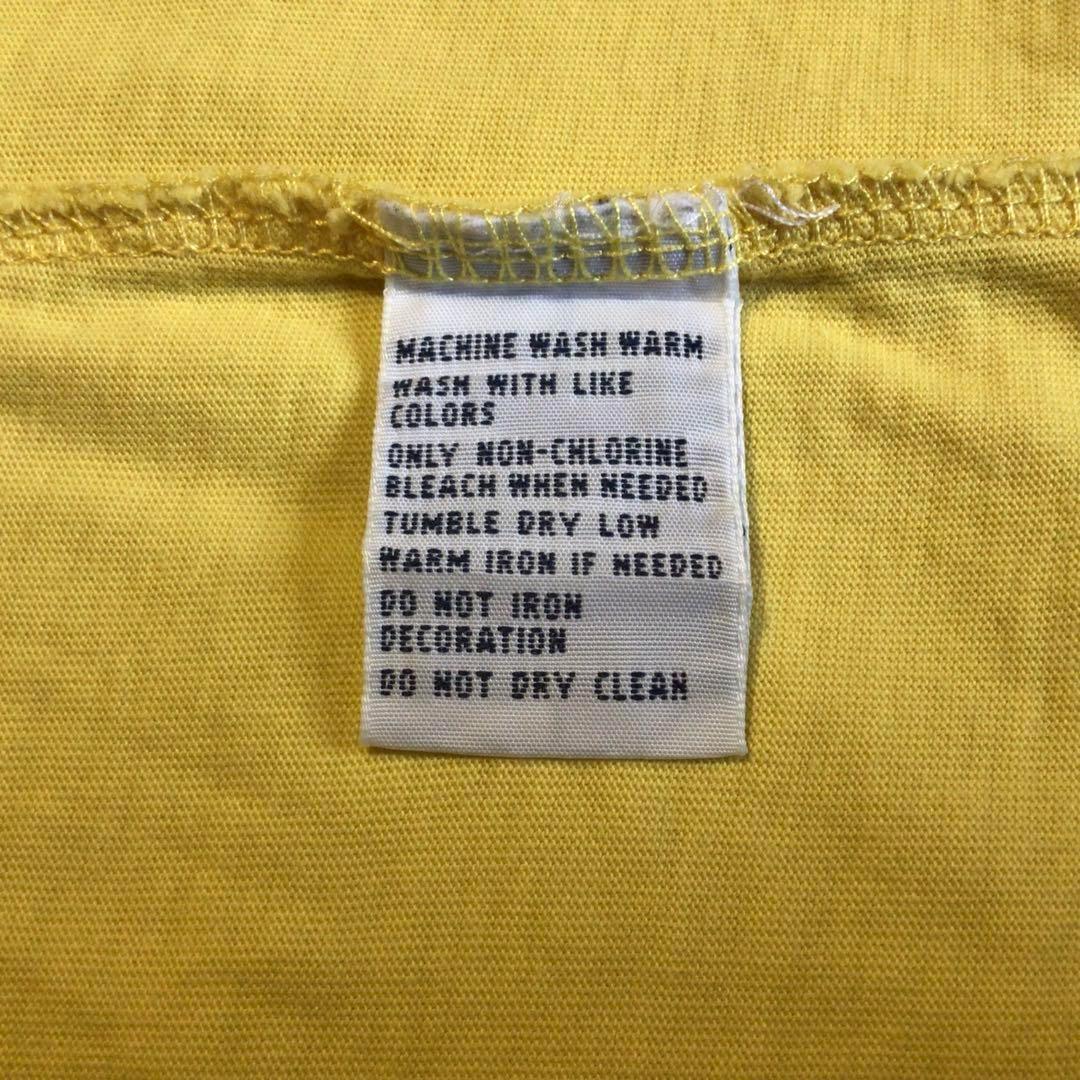 MACHINE WASH WARM
WASH WITH LIKE
COLORS
ONLY NON-CHLORINE
BLEACH WHEN NEEDED
TUMBLE DRY LOW
WARM IRON IF NEEDED
DO NOT IRON
DECORATION
DO NOT DRY CLEAN